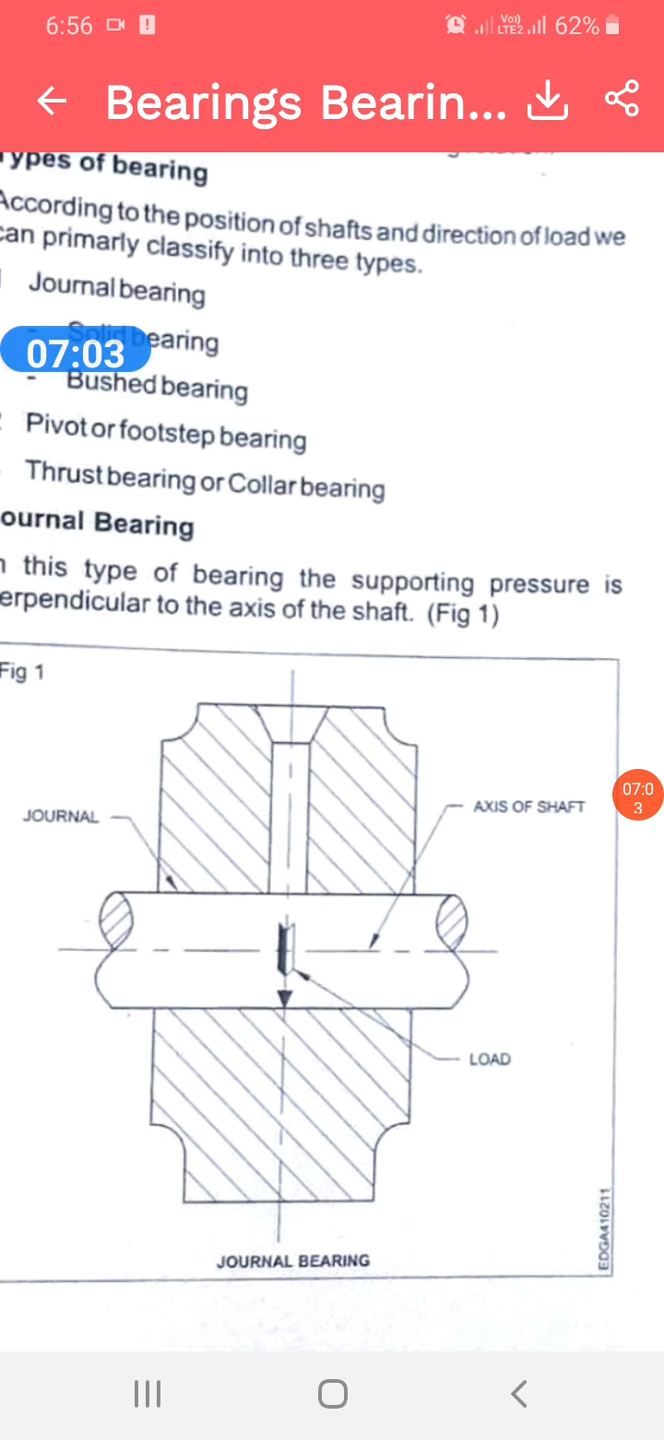 6:56
Vo))
LTE2
62%
Bearings Bearin...
ypes of bearing
According to the position of shafts and direction of load we
can primarly classify into three types.
Journal bearing
- Solid bearing
07:03
- Bushed bearing
Pivot or footstep bearing
Thrust bearing or Collar bearing
ournal Bearing
this type of bearing the supporting pressure is
erpendicular to the axis of the shaft. (Fig 1)
Fig 1
JOURNAL
AXIS OF SHAFT
07:0
3
LOAD
EDGA410211
JOURNAL BEARING